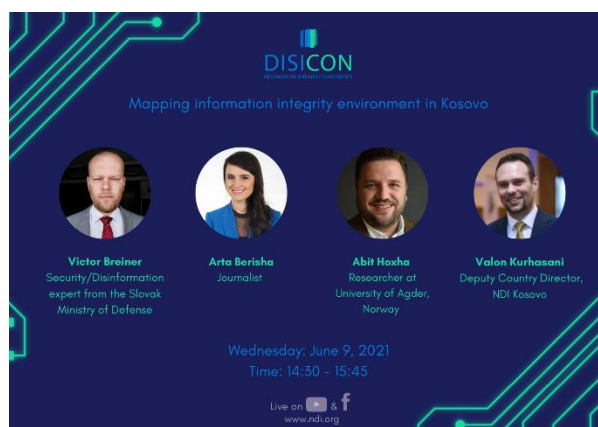 DISICON
DISINFORMATION INTEGRITY CONFERENCE
Mapping information integrity environment in Kosovo
Victor Breiner
Security/Disinformation
expert from the Slovak
Ministry of Defense
Arta Berisha
Journalist
Abit Hoxha
Researcher at
University of Agder,
Norway
Valon Kurhasani
Deputy Country Director,
NDI Kosovo
Wednesday: June 9, 2021
Time: 14:30 - 15:45
Live on & f
www.ndi.org